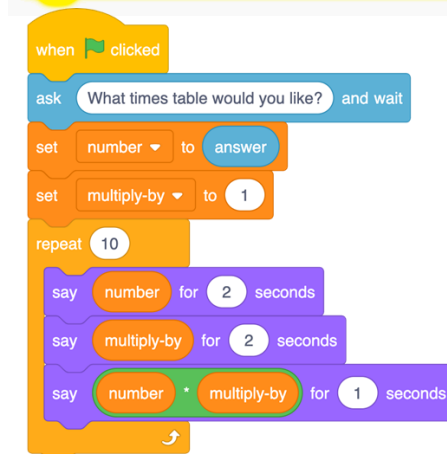 when clicked
ask What times table would you like? and wait
set number to answer
set multiply-by to 1
repeat 10
say number for 2 seconds
say multiply-by for 2 seconds
say number * multiply-by for 1 seconds